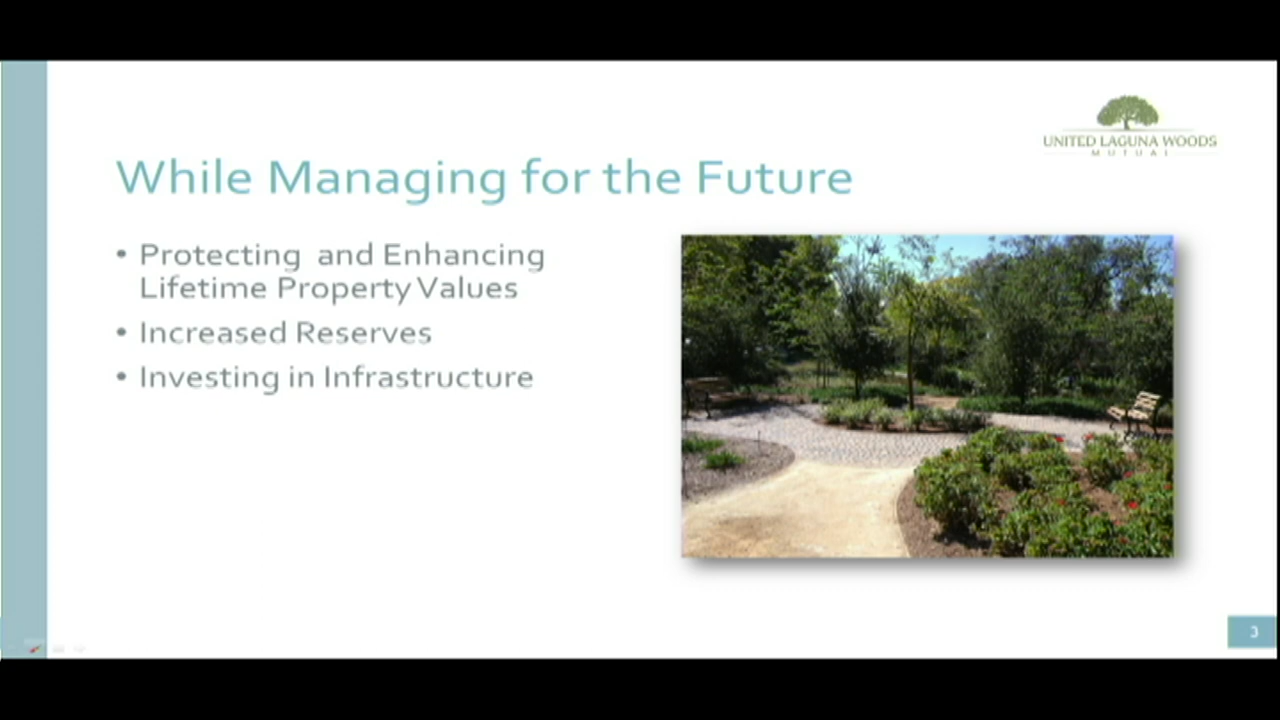 UNITED LAGUNA WOODS
MUTUAL
While Managing for the Future
• Protecting and Enhancing
Lifetime Property Values
• Increased Reserves
• Investing in Infrastructure
3